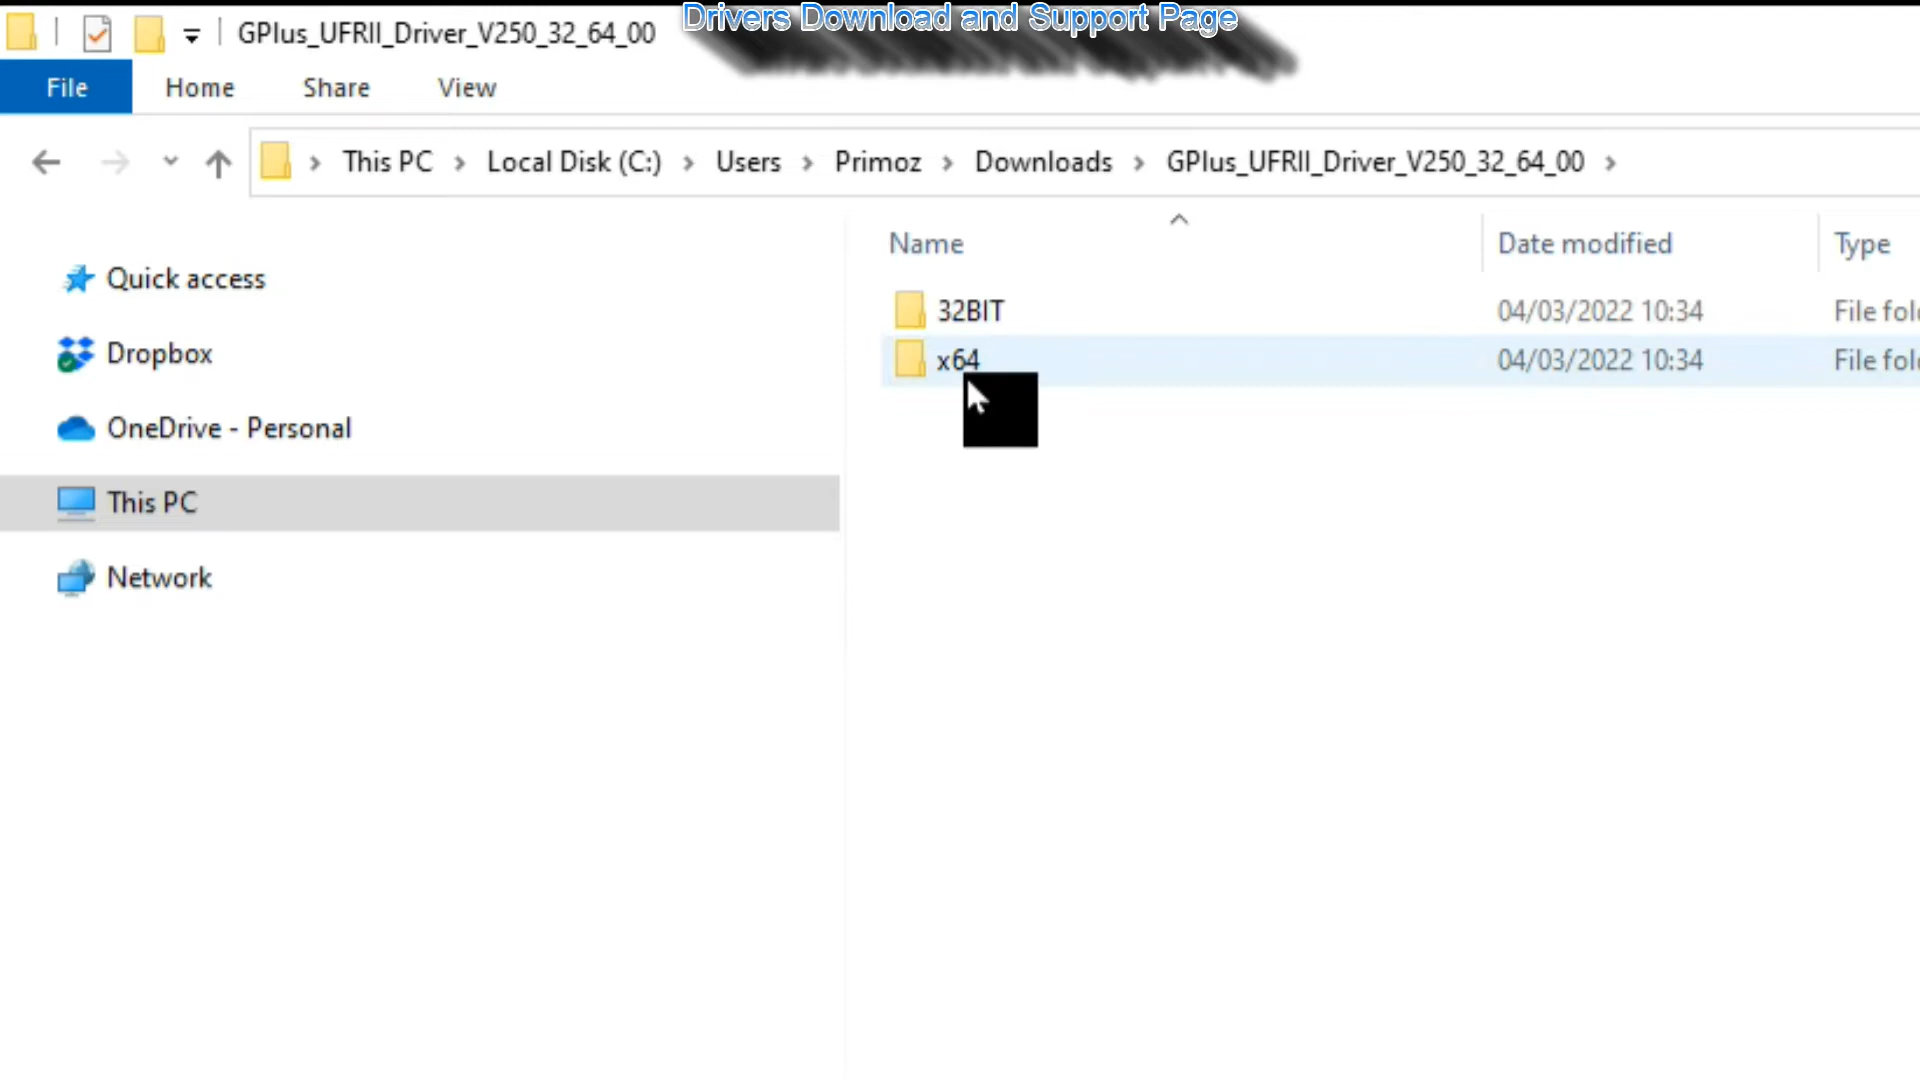 Drivers Download and Support Page
GPlus_UFRII_Driver_V250_32_64_00
File Home Share View
This PC Local Disk (C:) Users Primoz Downloads GPlus_UFRII_Driver_V250_32_64_00
Name Date modified Type
Quick access
Dropbox
OneDrive - Personal
This PC
Network
32BIT 04/03/2022 10:34 File fol
x64 04/03/2022 10:34 File fol